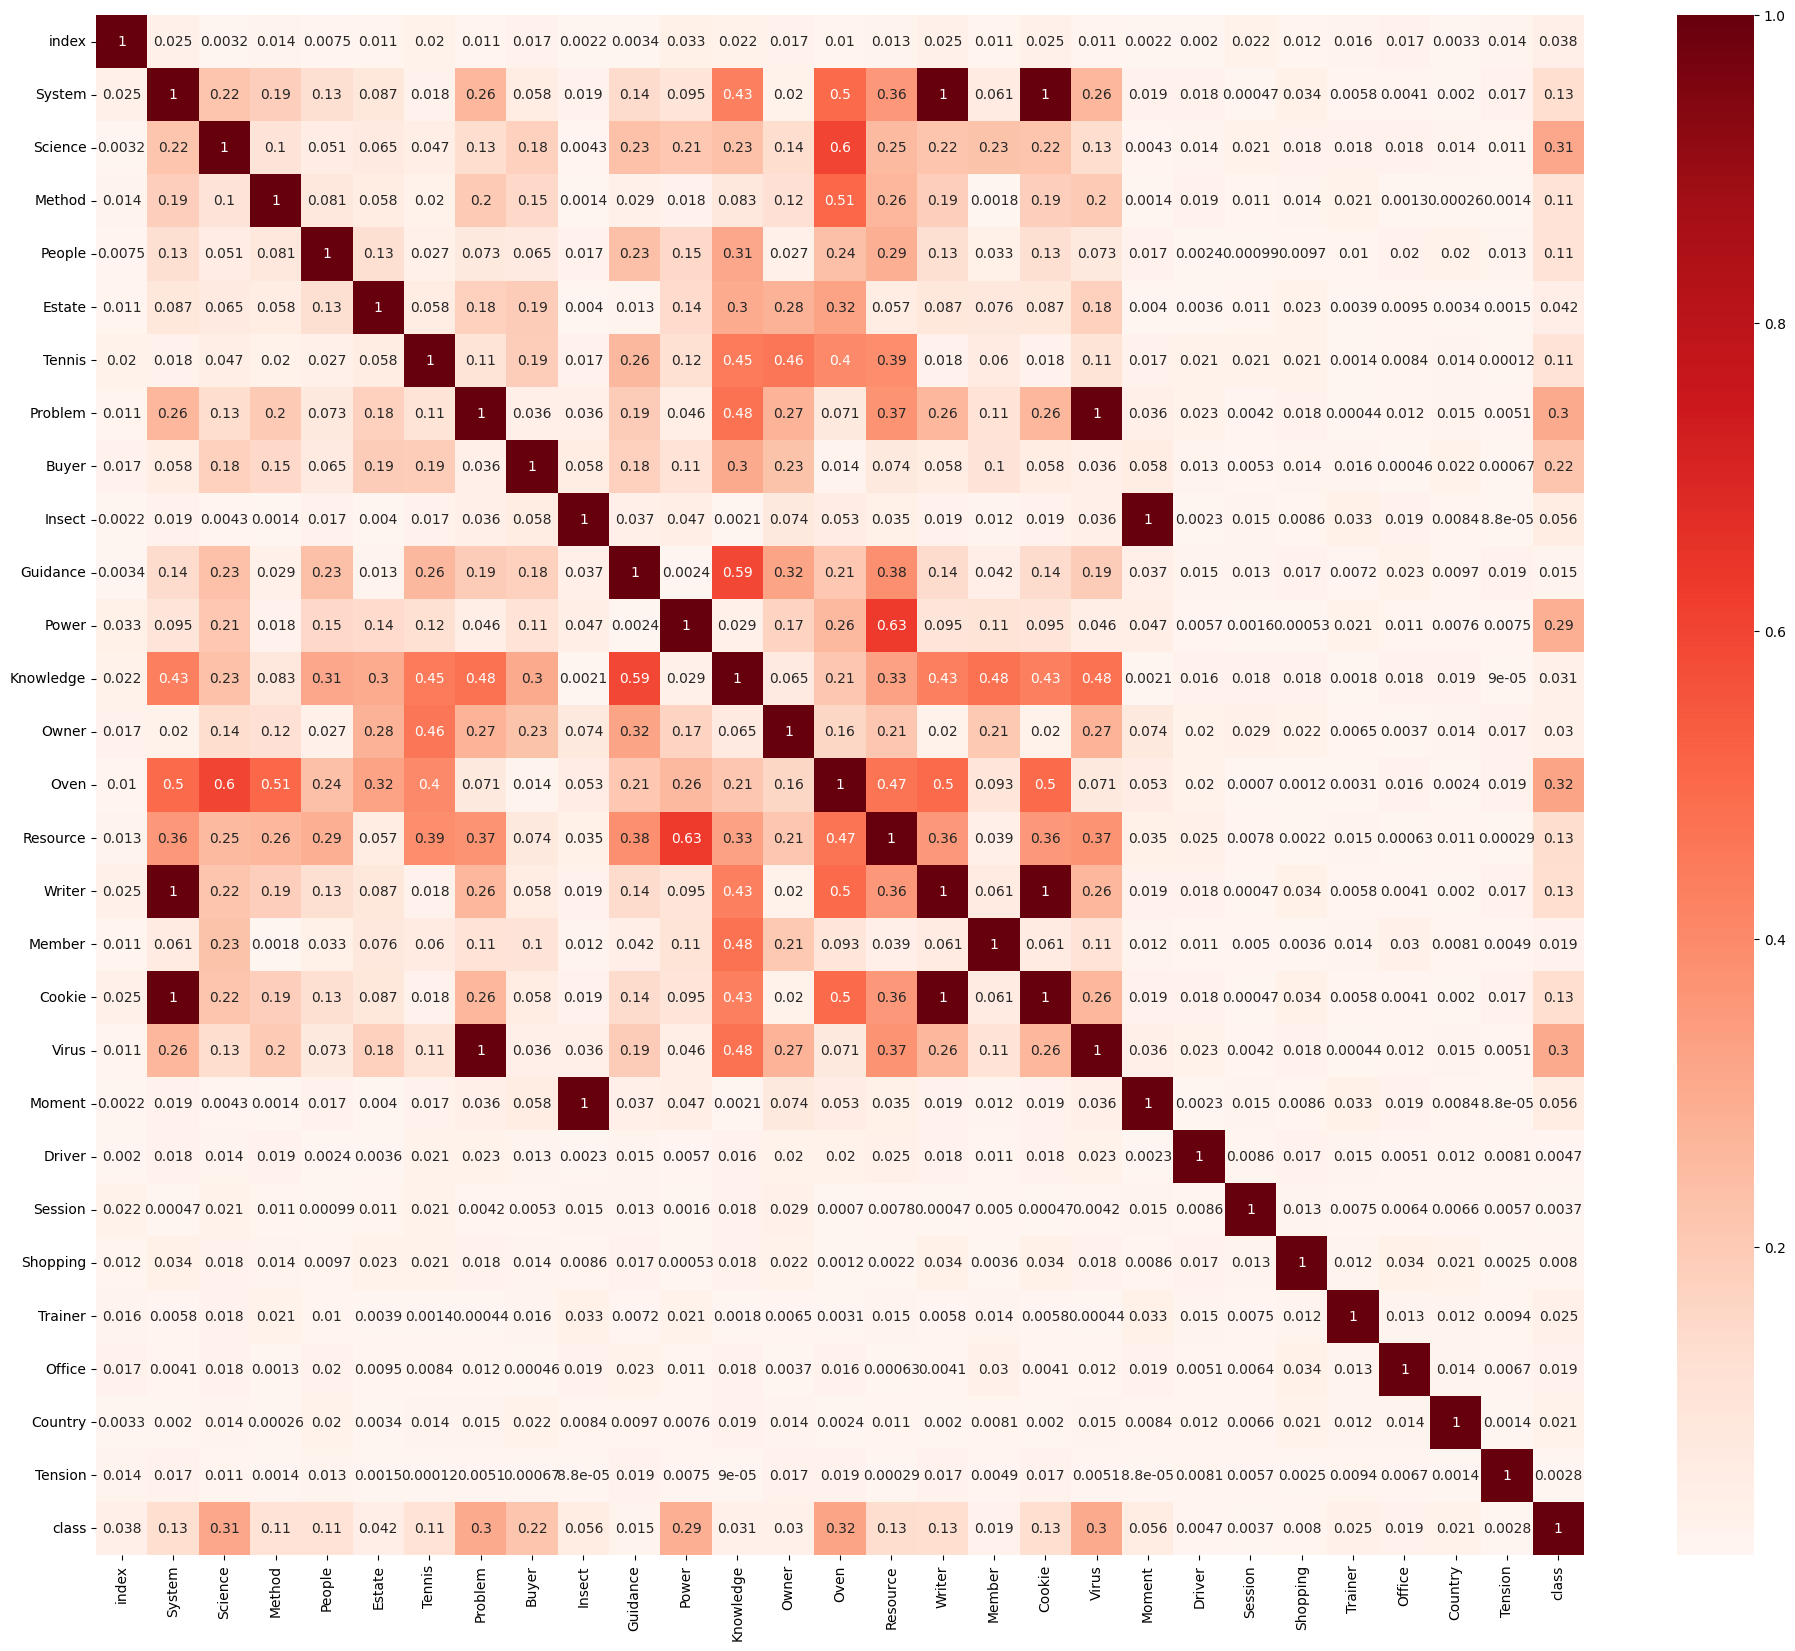 index 1 0.025 0.0032 0.014 0.0075 0.011 0.02 0.011 0.017 0.0022 0.0034 0.033 0.022 0.017 0.01 0.013 0.025 0.011 0.025 0.011 0.0022 0.002 0.022 0.012 0.016 0.017 0.0033 0.014 0.038 1.0
System 0.025 1 0.22 0.19 0.13 0.087 0.018 0.26 0.058 0.019 0.14 0.095 0.43 0.02 0.5 0.36 1 0.061 1 0.26 0.019 0.018 0.00047 0.034 0.0058 0.0041 0.002 0.017 0.13
Science 0.0032 0.22 1 0.1 0.051 0.065 0.047 0.13 0.18 0.0043 0.23 0.21 0.23 0.14 0.6 0.25 0.22 0.23 0.22 0.13 0.0043 0.014 0.021 0.018 0.018 0.018 0.014 0.011 0.31
Method 0.014 0.19 0.1 1 0.081 0.058 0.02 0.2 0.15 0.0014 0.029 0.018 0.083 0.12 0.51 0.26 0.19 0.0018 0.19 0.2 0.0014 0.019 0.011 0.014 0.021 0.0013 0.00026 0.0014 0.11
People 0.0075 0.13 0.051 0.081 1 0.13 0.027 0.073 0.065 0.017 0.23 0.15 0.31 0.027 0.24 0.29 0.13 0.033 0.13 0.073 0.017 0.0024 0.00099 0.0097 0.01 0.02 0.02 0.013 0.11
Estate 0.011 0.087 0.065 0.058 0.13 1 0.058 0.18 0.19 0.004 0.013 0.14 0.3 0.28 0.32 0.057 0.087 0.076 0.087 0.18 0.004 0.0036 0.011 0.023 0.0039 0.0095 0.0034 0.0015 0.042
0.8
Tennis 0.02 0.018 0.047 0.02 0.027 0.058 1 0.11 0.19 0.017 0.26 0.12 0.45 0.46 0.4 0.39 0.018 0.06 0.018 0.11 0.017 0.021 0.021 0.021 0.0014 0.0084 0.014 0.00012 0.11
Problem 0.011 0.26 0.13 0.2 0.073 0.18 0.11 1 0.036 0.036 0.19 0.046 0.48 0.27 0.071 0.37 0.26 0.11 0.26 1 0.036 0.023 0.0042 0.018 0.00044 0.012 0.015 0.0051 0.3
Buyer 0.017 0.058 0.18 0.15 0.065 0.19 0.19 0.036 1 0.058 0.18 0.11 0.3 0.23 0.014 0.074 0.058 0.1 0.058 0.036 0.058 0.013 0.0053 0.014 0.016 0.00046 0.022 0.00067 0.22
Insect 0.0022 0.019 0.0043 0.0014 0.017 0.004 0.017 0.036 0.058 1 0.037 0.047 0.0021 0.074 0.053 0.035 0.019 0.012 0.019 0.036 1 0.0023 0.015 0.0086 0.033 0.019 0.0084 8.8e-05 0.056
Guidance 0.0034 0.14 0.23 0.029 0.23 0.013 0.26 0.19 0.18 0.037 1 0.0024 0.59 0.32 0.21 0.38 0.14 0.042 0.14 0.19 0.037 0.015 0.013 0.017 0.0072 0.023 0.0097 0.019 0.015
Power 0.033 0.095 0.21 0.018 0.15 0.14 0.12 0.046 0.11 0.047 0.0024 1 0.029 0.17 0.26 0.63 0.095 0.11 0.095 0.046 0.047 0.0057 0.0016 0.00053 0.021 0.011 0.0076 0.0075 0.29 0.6
Knowledge 0.022 0.43 0.23 0.083 0.31 0.3 0.45 0.48 0.3 0.0021 0.59 0.029 1 0.065 0.21 0.33 0.43 0.48 0.43 0.48 0.0021 0.016 0.018 0.018 0.0018 0.018 0.019 9e-05 0.031
Owner 0.017 0.02 0.14 0.12 0.027 0.28 0.46 0.27 0.23 0.074 0.32 0.17 0.065 1 0.16 0.21 0.02 0.21 0.02 0.27 0.074 0.02 0.029 0.022 0.0065 0.0037 0.014 0.017 0.03
Oven 0.01 0.5 0.6 0.51 0.24 0.32 0.4 0.071 0.014 0.053 0.21 0.26 0.21 0.16 1 0.47 0.5 0.093 0.5 0.071 0.053 0.02 0.0007 0.0012 0.0031 0.016 0.0024 0.019 0.32
Resource 0.013 0.36 0.25 0.26 0.29 0.057 0.39 0.37 0.074 0.035 0.38 0.63 0.33 0.21 0.47 1 0.36 0.039 0.36 0.37 0.035 0.025 0.0078 0.0022 0.015 0.00063 0.011 0.00029 0.13
Writer 0.025 1 0.22 0.19 0.13 0.087 0.018 0.26 0.058 0.019 0.14 0.095 0.43 0.02 0.5 0.36 1 0.061 1 0.26 0.019 0.018 0.00047 0.034 0.0058 0.0041 0.002 0.017 0.13
Member 0.011 0.061 0.23 0.0018 0.033 0.076 0.06 0.11 0.1 0.012 0.042 0.11 0.48 0.21 0.093 0.039 0.061 1 0.061 0.11 0.012 0.011 0.005 0.0036 0.014 0.03 0.0081 0.0049 0.019 0.4
Cookie 0.025 1 0.22 0.19 0.13 0.087 0.018 0.26 0.058 0.019 0.14 0.095 0.43 0.02 0.5 0.36 1 0.061 1 0.26 0.019 0.018 0.00047 0.034 0.0058 0.0041 0.002 0.017 0.13
Virus 0.011 0.26 0.13 0.2 0.073 0.18 0.11 1 0.036 0.036 0.19 0.046 0.48 0.27 0.071 0.37 0.26 0.11 0.26 1 0.036 0.023 0.0042 0.018 0.00044 0.012 0.015 0.0051 0.3
Moment 0.0022 0.019 0.0043 0.0014 0.017 0.004 0.017 0.036 0.058 1 0.037 0.047 0.0021 0.074 0.053 0.035 0.019 0.012 0.019 0.036 1 0.0023 0.015 0.0086 0.033 0.019 0.0084 8.8e-05 0.056
Driver 0.002 0.018 0.014 0.019 0.0024 0.0036 0.021 0.023 0.013 0.0023 0.015 0.0057 0.016 0.02 0.02 0.025 0.018 0.011 0.018 0.023 0.0023 1 0.0086 0.017 0.015 0.0051 0.012 0.0081 0.0047
Session 0.022 0.00047 0.021 0.011 0.00099 0.011 0.021 0.0042 0.0053 0.015 0.013 0.0016 0.018 0.029 0.0007 0.0078 0.00047 0.005 0.00047 0.0042 0.015 0.0086 1 0.013 0.0075 0.0064 0.0066 0.0057 0.0037
0.2
Shopping 0.012 0.034 0.018 0.014 0.0097 0.023 0.021 0.018 0.014 0.0086 0.017 0.00053 0.018 0.022 0.0012 0.0022 0.034 0.0036 0.034 0.018 0.0086 0.017 0.013 1 0.012 0.034 0.021 0.0025 0.008
Trainer 0.016 0.0058 0.018 0.021 0.01 0.0039 0.0014 0.00044 0.016 0.033 0.0072 0.021 0.0018 0.0065 0.0031 0.015 0.0058 0.014 0.0058 0.00044 0.033 0.015 0.0075 0.012 1 0.013 0.012 0.0094 0.025
Office 0.017 0.0041 0.018 0.0013 0.02 0.0095 0.0084 0.012 0.00046 0.019 0.023 0.011 0.018 0.0037 0.016 0.00063 0.0041 0.03 0.0041 0.012 0.019 0.0051 0.0064 0.034 0.013 1 0.014 0.0067 0.019
Country 0.0033 0.002 0.014 0.00026 0.02 0.0034 0.014 0.015 0.022 0.0084 0.0097 0.0076 0.019 0.014 0.0024 0.011 0.002 0.0081 0.002 0.015 0.0084 0.012 0.0066 0.021 0.012 0.014 1 0.0014 0.021
Tension 0.014 0.017 0.011 0.0014 0.013 0.0015 0.00012 0.0051 0.00067 8.8e-05 0.019 0.0075 9e-05 0.017 0.019 0.00029 0.017 0.0049 0.017 0.0051 8.8e-05 0.0081 0.0057 0.0025 0.0094 0.0067 0.0014 1 0.0028
class 0.038 0.13 0.31 0.11 0.11 0.042 0.11 0.3 0.22 0.056 0.015 0.29 0.031 0.03 0.32 0.13 0.13 0.019 0.13 0.3 0.056 0.0047 0.0037 0.008 0.025 0.019 0.021 0.0028 1
index System Science Method People Estate Tennis Problem Buyer Insect Guidance Power Knowledge Owner Oven Resource Writer Member Cookie Virus Moment Driver Session Shopping Trainer Office Country Tension class